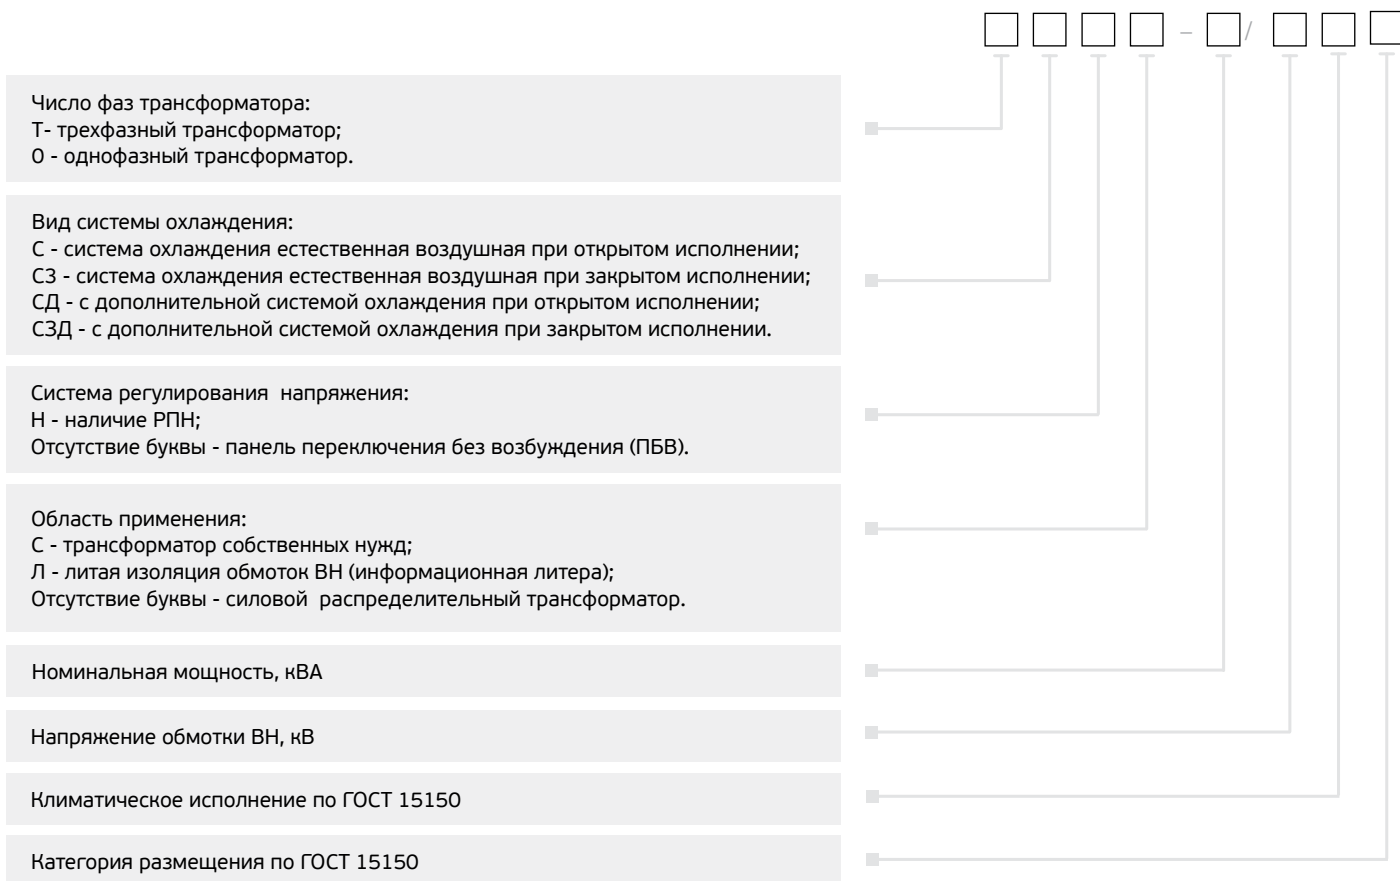 – /
Число фаз трансформатора:
Т- трехфазный трансформатор;
О - однофазный трансформатор.
Вид системы охлаждения:
С - система охлаждения естественная воздушная при открытом исполнении;
СЗ - система охлаждения естественная воздушная при закрытом исполнении;
СД - с дополнительной системой охлаждения при открытом исполнении;
СЗД - с дополнительной системой охлаждения при закрытом исполнении.
Система регулирования  напряжения:
Н - наличие РПН;
Отсутствие буквы - панель переключения без возбуждения (ПБВ).
Область применения:
С - трансформатор собственных нужд;
Л - литая изоляция обмоток ВН (информационная литера);
Отсутствие буквы - силовой  распределительный трансформатор.
Номинальная мощность, кВА
Напряжение обмотки ВН, кВ
Климатическое исполнение по ГОСТ 15150
Категория размещения по ГОСТ 15150